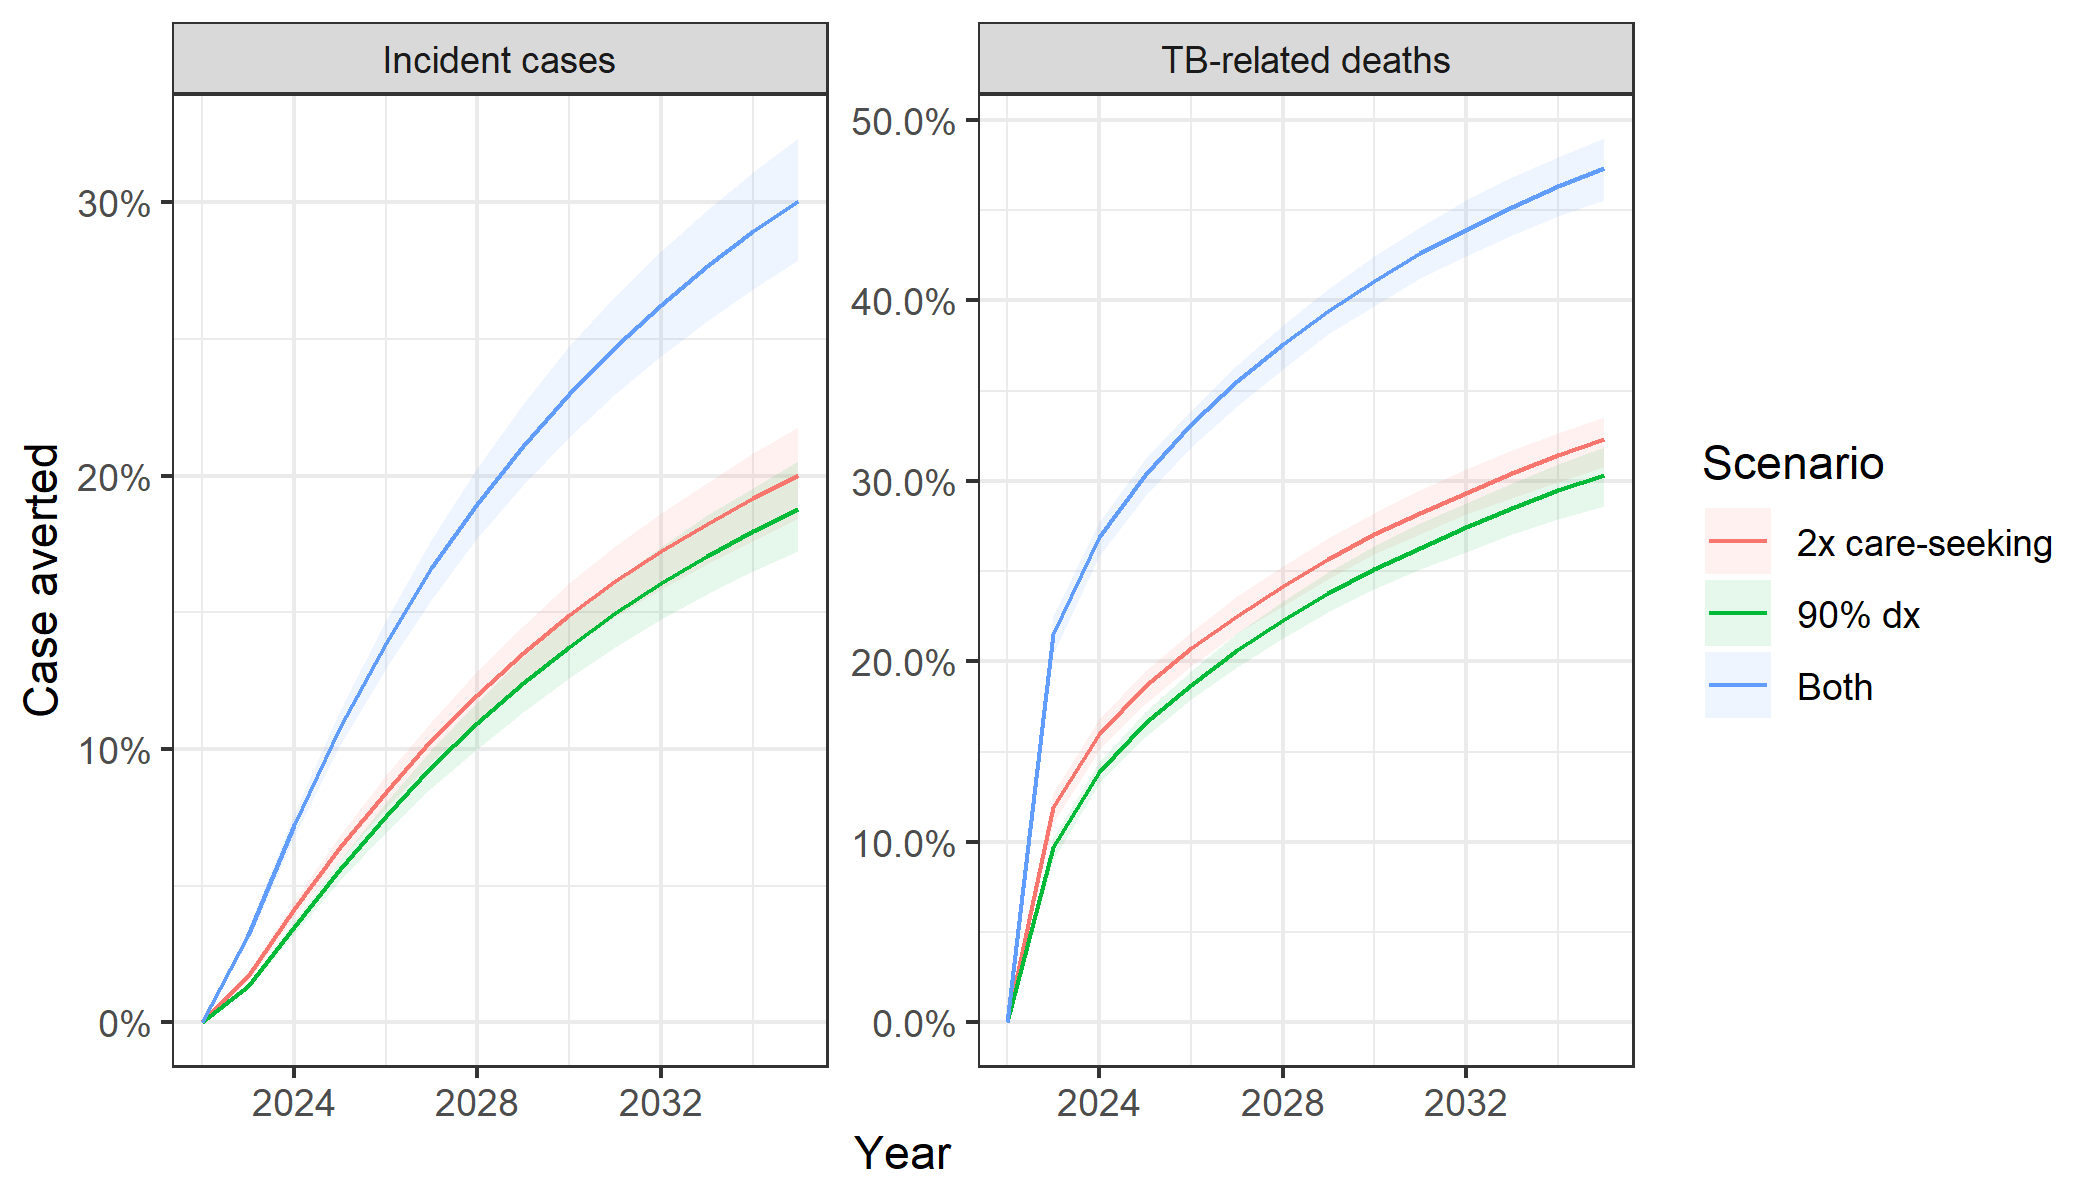 Incident cases
TB-related deaths
Case averted
30%
20%
10%
0%
50.0%
40.0%
30.0%
20.0%
10.0%
0.0%
2024 2028 2032
2024 2028 2032
Year
Scenario
2x care-seeking
90% dx
Both